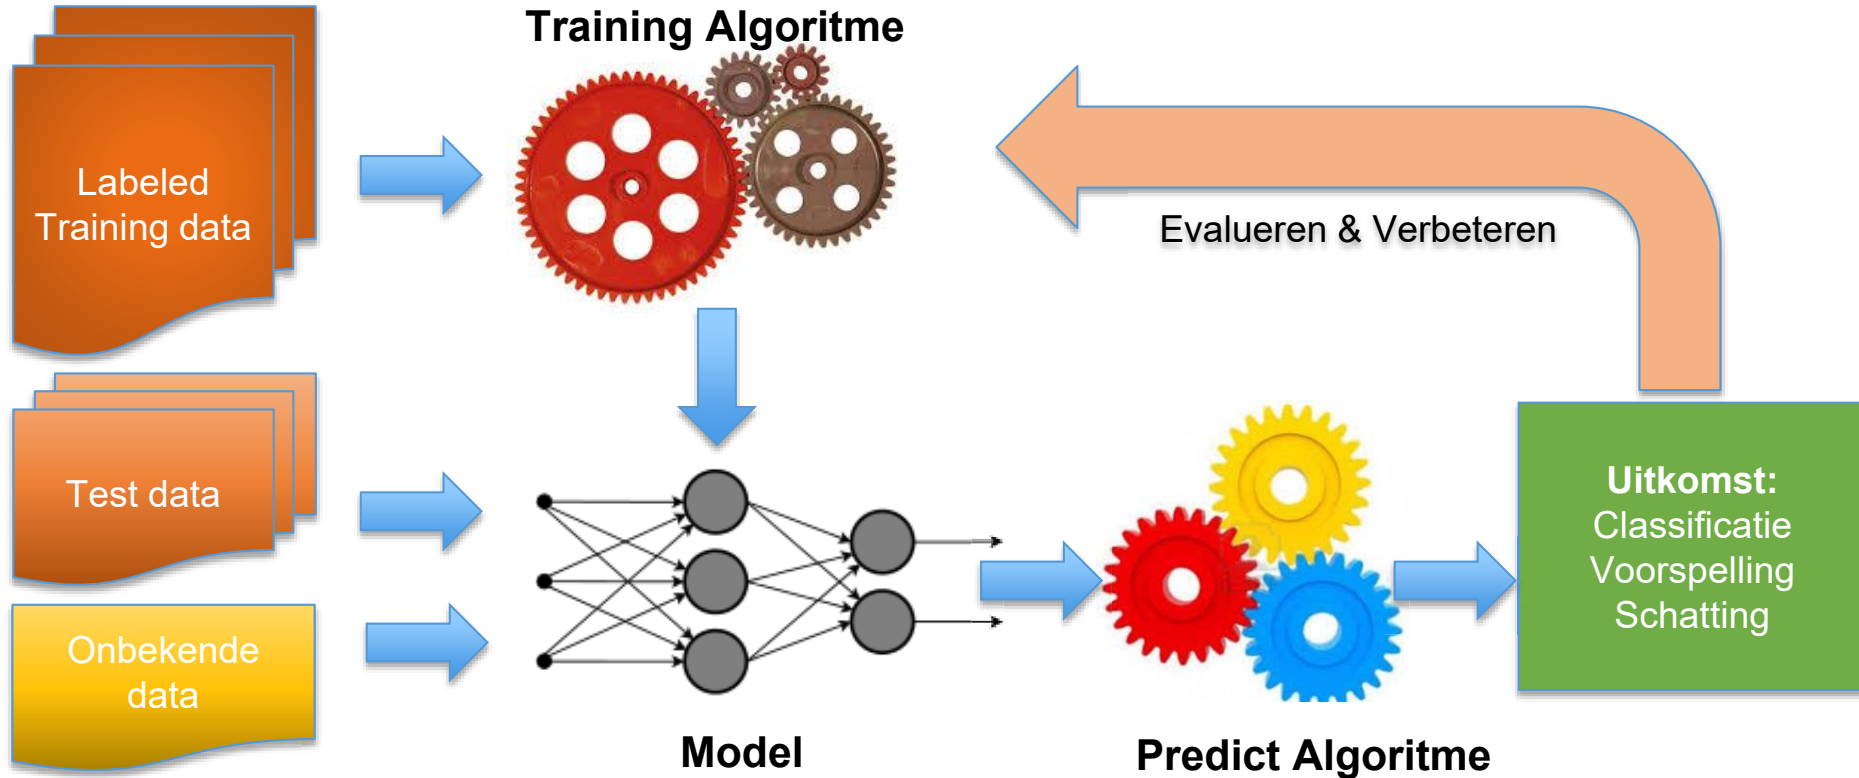 Training Algoritme
Labeled
Training data
Evalueren & Verbeteren
Test data
Uitkomst:
Classificatie
Voorspelling
Schatting
Onbekende
data
Model
Predict Algoritme